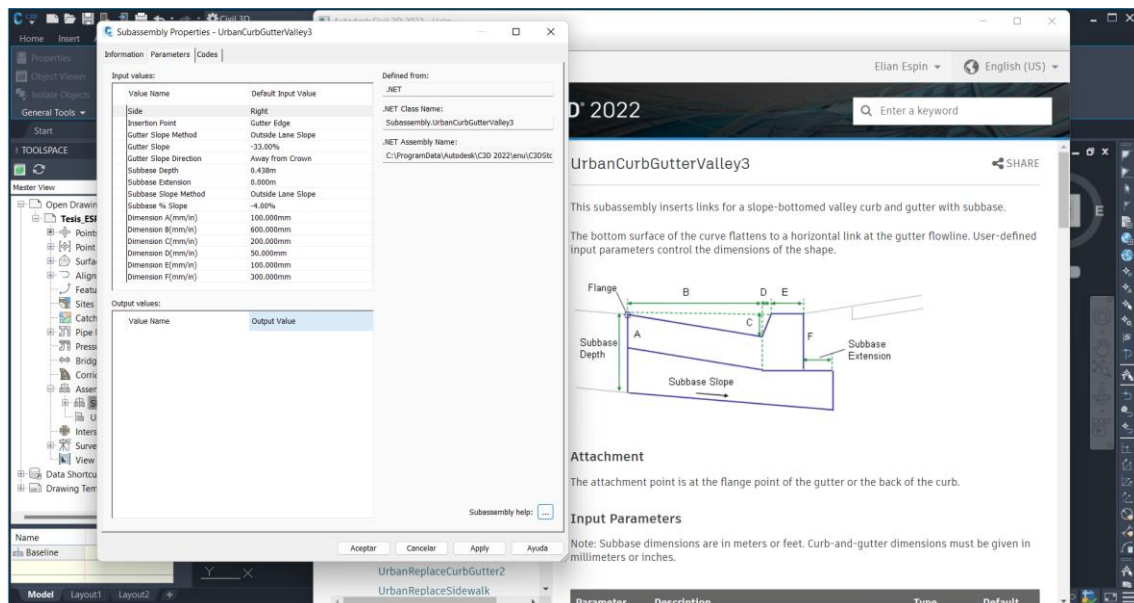 Civil 3D
Home Insert
Properties
Object Viewer
Isolate Objects
General Tools
Start
TOOLSPACE
Master View
Open Drawin
Points
Point
Surfa
Align
Featu
Sites
Catch
Pipe
Pressu
Bridg
Corri
Asser
Inters
Surve
View
Data Shortcu
Drawing Tem
Name
Baseline
Model Layout1 Layout2 +
Y X
Subassembly Properties - UrbanCurbGutterValley3
Information Parameters Codes
Input values:
Value Name Default Input Value
Side Right
Insertion Point Gutter Edge
Gutter Slope Method Outside Lane Slope
Gutter Slope -33.00%
Gutter Slope Direction Away from Crown
Subbase Depth 0.438m
Subbase Extension 0.000m
Subbase Slope Method Outside Lane Slope
Subbase % Slope -4.00%
Dimension A(mm/in) 100.000mm
Dimension B(mm/in) 600.000mm
Dimension C(mm/in) 200.000mm
Dimension D(mm/in) 50.000mm
Dimension E(mm/in) 100.000mm
Dimension F(mm/in) 300.000mm
Output values:
Value Name Output Value
Defined from:
.NET
.NET Class Name:
Subassembly.UrbanCurbGutterValley3
.NET Assembly Name:
C:\ProgramData\Autodesk\C3D 2022\enu\C3DStc
Subassembly help: ...
Aceptar Cancelar Apply Ayuda
UrbanReplaceCurbGutter2
UrbanReplaceSidewalk
Elian Espin English (US)
D® 2022
Enter a keyword
UrbanCurbGutterValley3
SHARE
This subassembly inserts links for a slope-bottomed valley curb and gutter with subbase.
The bottom surface of the curve flattens to a horizontal link at the gutter flowline. User-defined
input parameters control the dimensions of the shape.
Flange B D E
C
A F
Subbase
Depth
Subbase
Extension
Subbase Slope
Attachment
The attachment point is at the flange point of the gutter or the back of the curb.
Input Parameters
Note: Subbase dimensions are in meters or feet. Curb-and-gutter dimensions must be given in
millimeters or inches.
Parameter Description Type Default
E